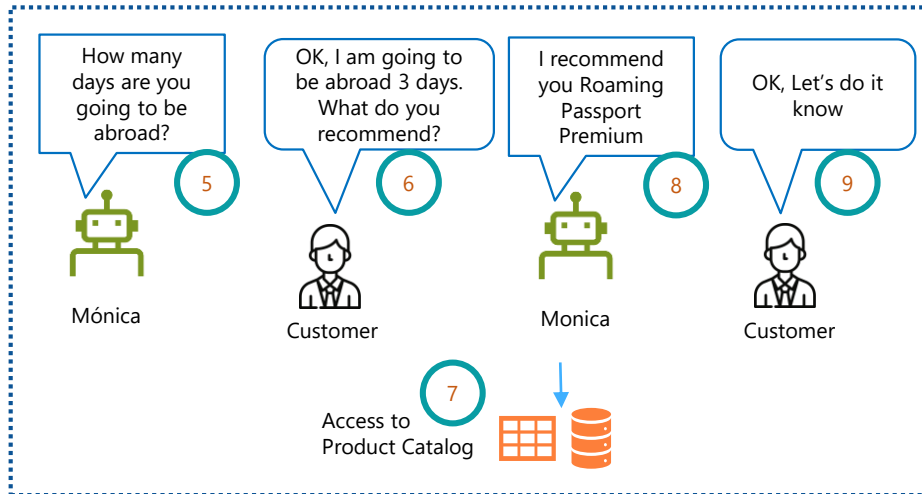 How many
days are you
going to be
abroad?
5
Mónica
OK, I am going to
be abroad 3 days.
What do you
recommend?
6
Customer
I recommend
you Roaming
Passport
Premium
8
Monica
OK, Let's do it
know
9
Customer
7
Access to
Product Catalog